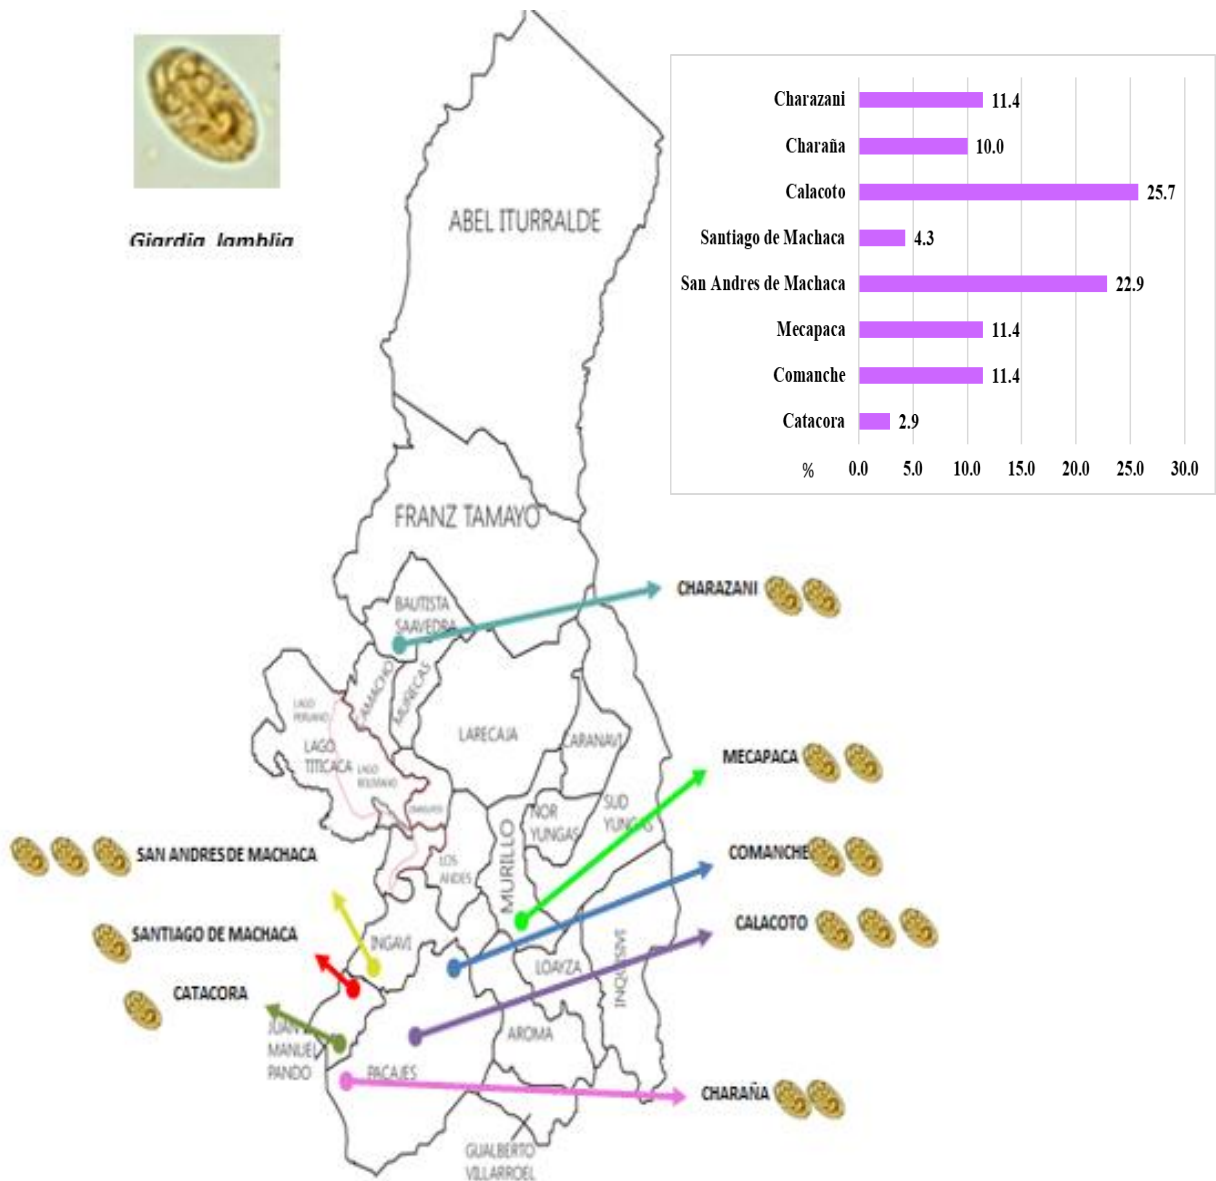 Giardia lamblia
Charazani 11.4
Charaña 10.0
Calacoto 25.7
Santiago de Machaca 4.3
San Andres de Machaca 22.9
Mecapaca 11.4
Comanche 11.4
Catacora 2.9
% 0.0 5.0 10.0 15.0 20.0 25.0 30.0
ABEL ITURRALDE
FRANZ TAMAYO
BAUTISTA
SAAVEDRA
CHARAZANI
CAMACHO
MUÑECAS
LAGO
PERUANO
LAGO
TITICACA
LAGO
BOLIVIANO
LARECAJA
CARANAVI
MECAPACA
NOR
YUNGAS
SUD
YUNGAS
MURILLO
LOS
ANDES
SAN ANDRES DE MACHACA
COMANCHE
SANTIAGO DE MACHACA
CALACOTO
INGAVI
LOAYZA
INQUISIVI
CATACORA
JUAN
MANUEL
PANDO
AROMA
PACAJES
CHARAÑA
GUALBERTO
VILLARROEL